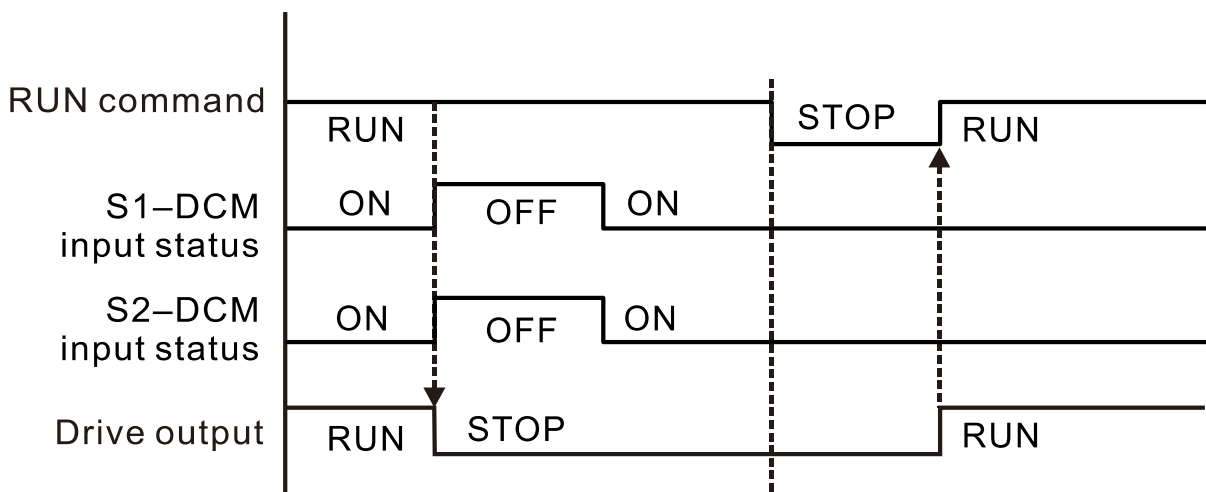 RUN command
RUN
STOP
RUN
S1–DCM
input status
ON
OFF
ON
S2–DCM
input status
ON
OFF
ON
Drive output
RUN
STOP
RUN